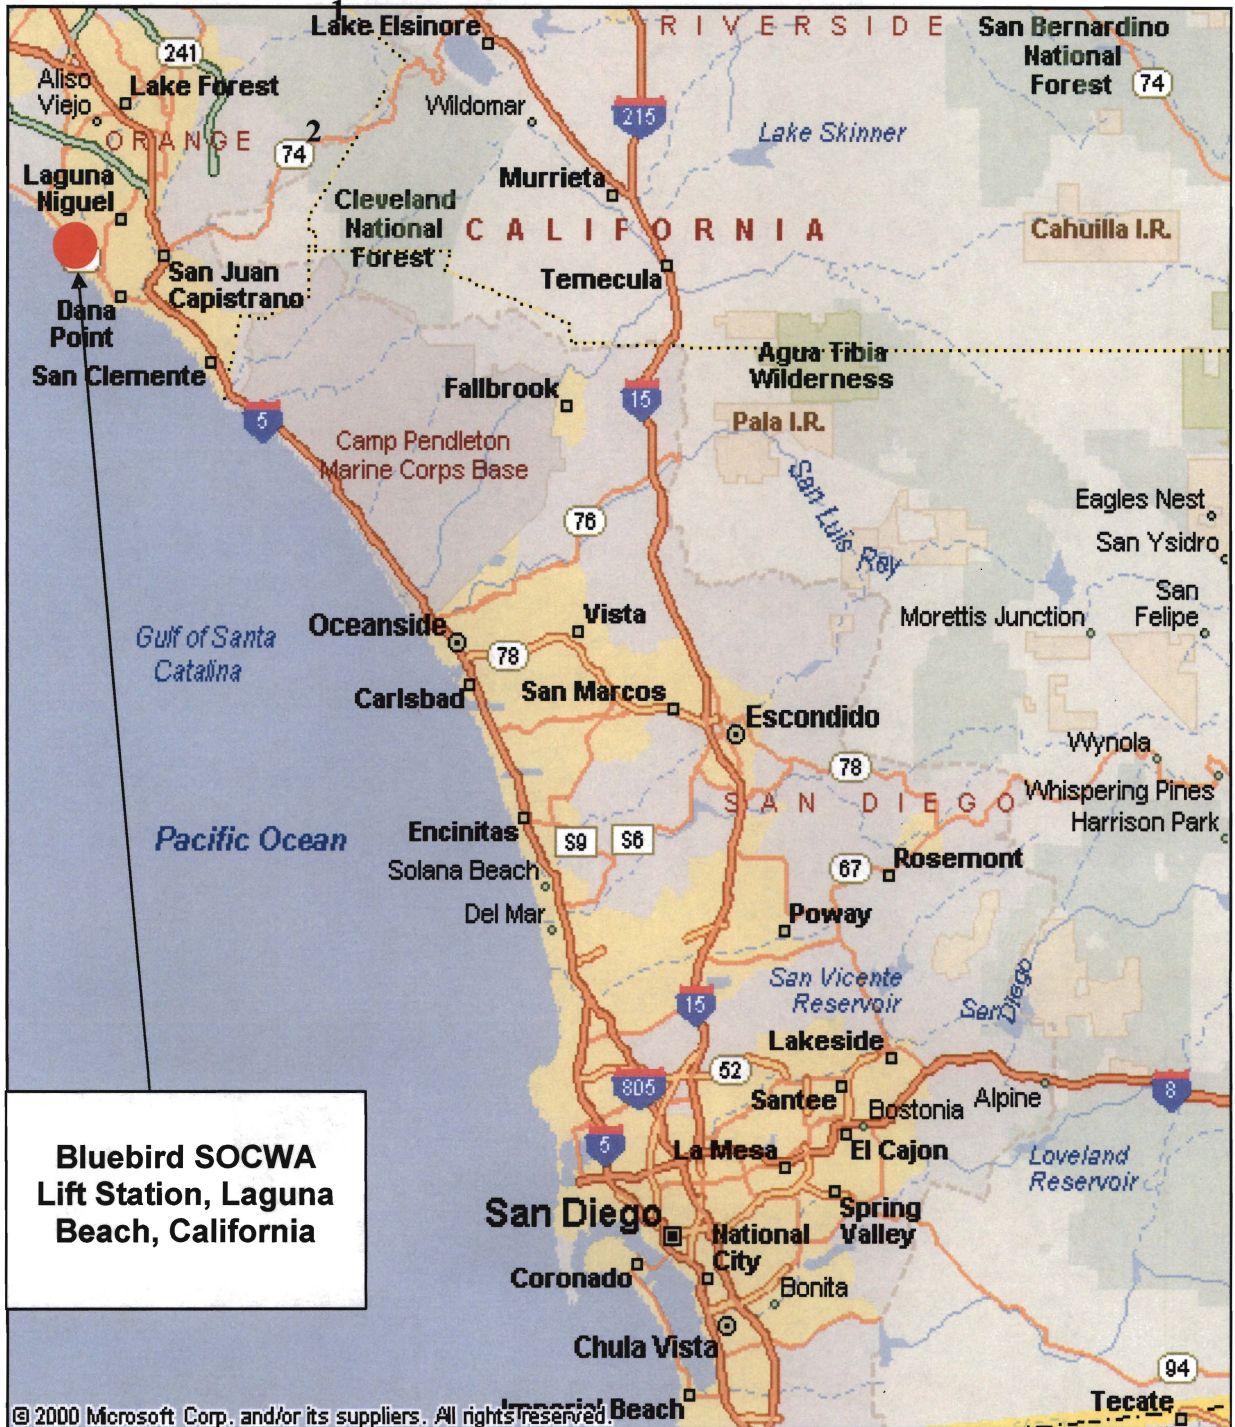 1
Lake Elsinore
RIVERSIDE
San Bernardino
National
Forest
74
241
Aliso
Viejo
Lake Forest
Wildomar
215
Lake Skinner
ORANGE
2
74
Laguna
Niguel
Murrieta
Cleveland
National
Forest
CALIFORNIA
Cahuilla I.R.
San Juan
Capistrano
Temecula
Dana
Point
San Clemente
Agua Tibia
Wilderness
Fallbrook
15
5
Pala I.R.
Camp Pendleton
Marine Corps Base
San Luis Rey
Eagles Nest
76
San Ysidro
San
Felipe
Morettis Junction
Vista
Oceanside
Gulf of Santa
Catalina
78
San Marcos
Carlsbad
Escondido
Wynola
78
Whispering Pines
SAN DIEGO
Harrison Park
Encinitas
S9
S6
Pacific Ocean
Solana Beach
67
Rosemont
Del Mar
Poway
San Vicente
Reservoir
San Diego
15
Lakeside
52
805
Santee
Bostonia
Alpine
8
5
La Mesa
El Cajon
Loveland
Reservoir
Bluebird SOCWA
Lift Station, Laguna
Beach, California
San Diego
National
City
Spring
Valley
Coronado
Bonita
Chula Vista
94
Imperial Beach
Tecate
© 2000 Microsoft Corp. and/or its suppliers. All rights reserved.